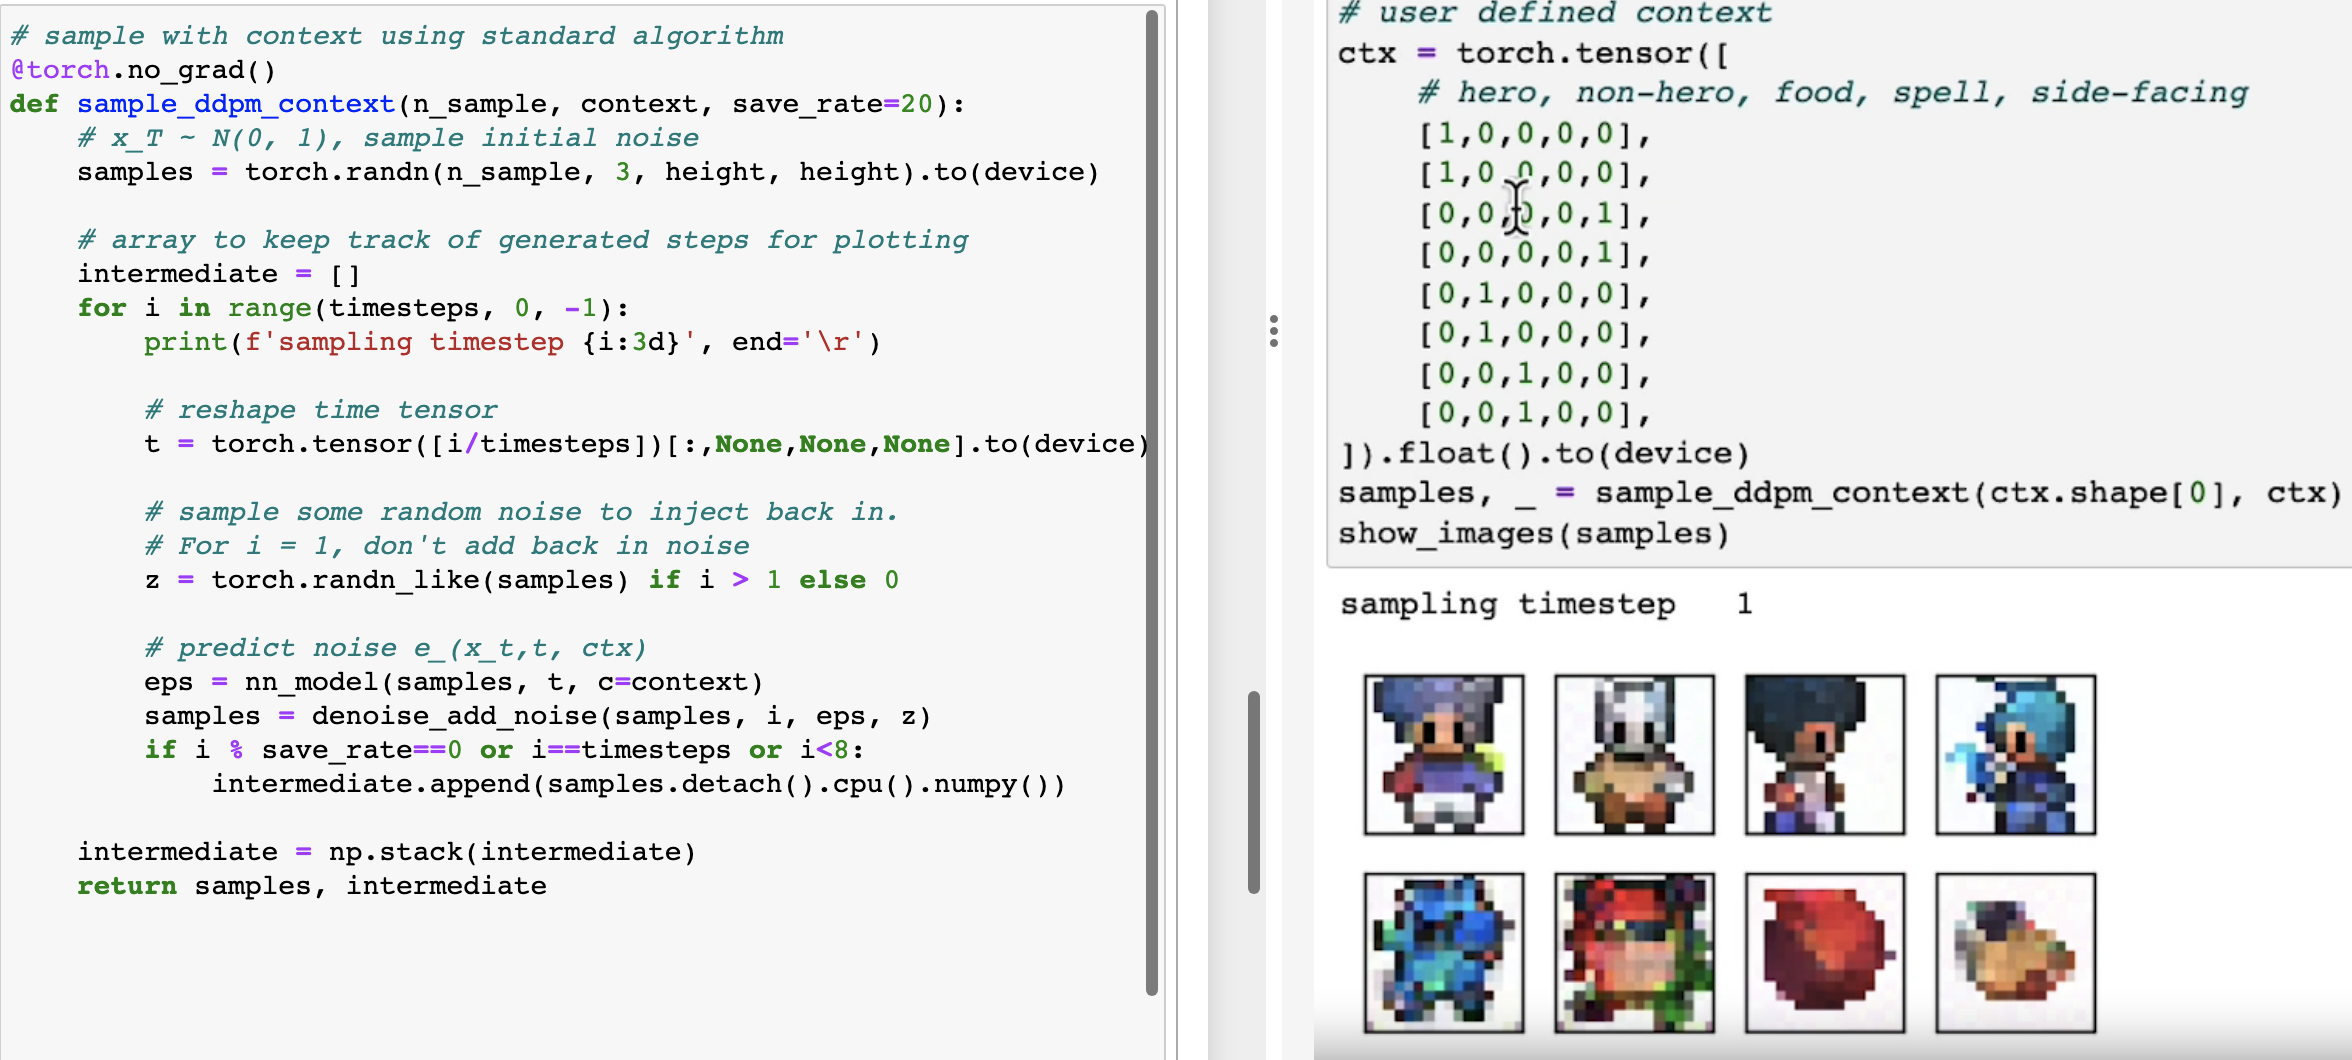 # sample with context using standard algorithm
@torch.no_grad()
def sample_ddpm_context(n_sample, context, save_rate=20):
    # x_T ~ N(0, 1), sample initial noise
    samples = torch.randn(n_sample, 3, height, height).to(device)

    # array to keep track of generated steps for plotting
    intermediate = []
    for i in range(timesteps, 0, -1):
        print(f'sampling timestep {i:3d}', end='\r')

        # reshape time tensor
        t = torch.tensor([i/timesteps])[:,None,None,None].to(device)

        # sample some random noise to inject back in.
        # For i = 1, don't add back in noise
        z = torch.randn_like(samples) if i > 1 else 0

        # predict noise e_(x_t,t, ctx)
        eps = nn_model(samples, t, c=context)
        samples = denoise_add_noise(samples, i, eps, z)
        if i % save_rate==0 or i==timesteps or i<8:
            intermediate.append(samples.detach().cpu().numpy())

    intermediate = np.stack(intermediate)
    return samples, intermediate
# user defined context
ctx = torch.tensor([
    # hero, non-hero, food, spell, side-facing
    [1,0,0,0,0],
    [1,0,0,0,0],
    [0,0,0,0,1],
    [0,0,0,0,1],
    [0,1,0,0,0],
    [0,1,0,0,0],
    [0,0,1,0,0],
    [0,0,1,0,0],
]).float().to(device)
samples, _ = sample_ddpm_context(ctx.shape[0], ctx)
show_images(samples)
sampling timestep   1